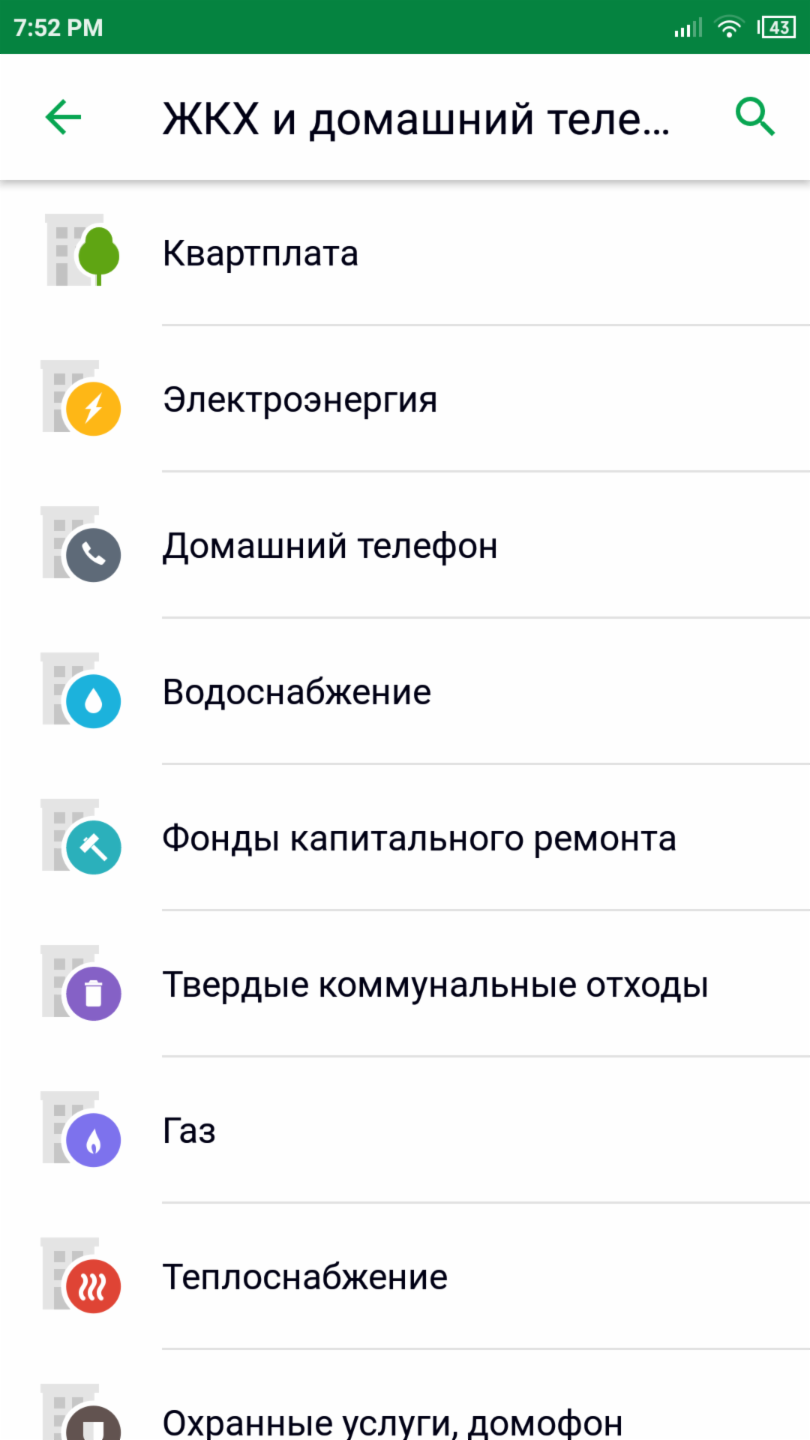 7:52 PM
43
ЖКХ и домашний теле...
Квартплата
Электроэнергия
Домашний телефон
Водоснабжение
Фонды капитального ремонта
Твердые коммунальные отходы
Газ
Теплоснабжение
Охранные услуги, домофон